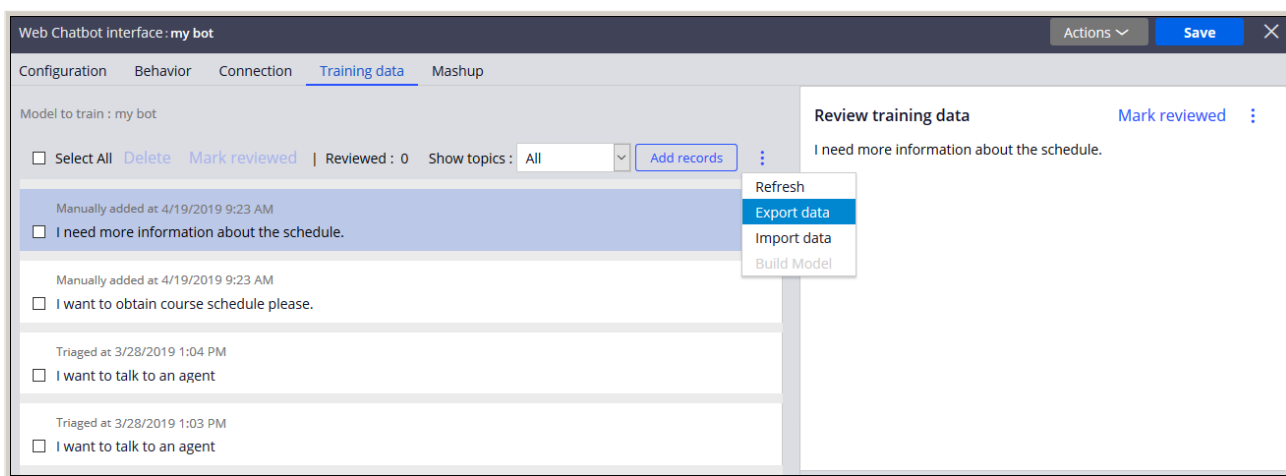 Web Chatbot interface: my bot
Actions
Save
Configuration Behavior Connection Training data Mashup
Model to train : my bot
Select All Delete Mark reviewed | Reviewed : 0 Show topics : All Add records
Refresh
Export data
Import data
Build Model
Manually added at 4/19/2019 9:23 AM
I need more information about the schedule.
Manually added at 4/19/2019 9:23 AM
I want to obtain course schedule please.
Triaged at 3/28/2019 1:04 PM
I want to talk to an agent
Triaged at 3/28/2019 1:03 PM
I want to talk to an agent
Review training data Mark reviewed
I need more information about the schedule.